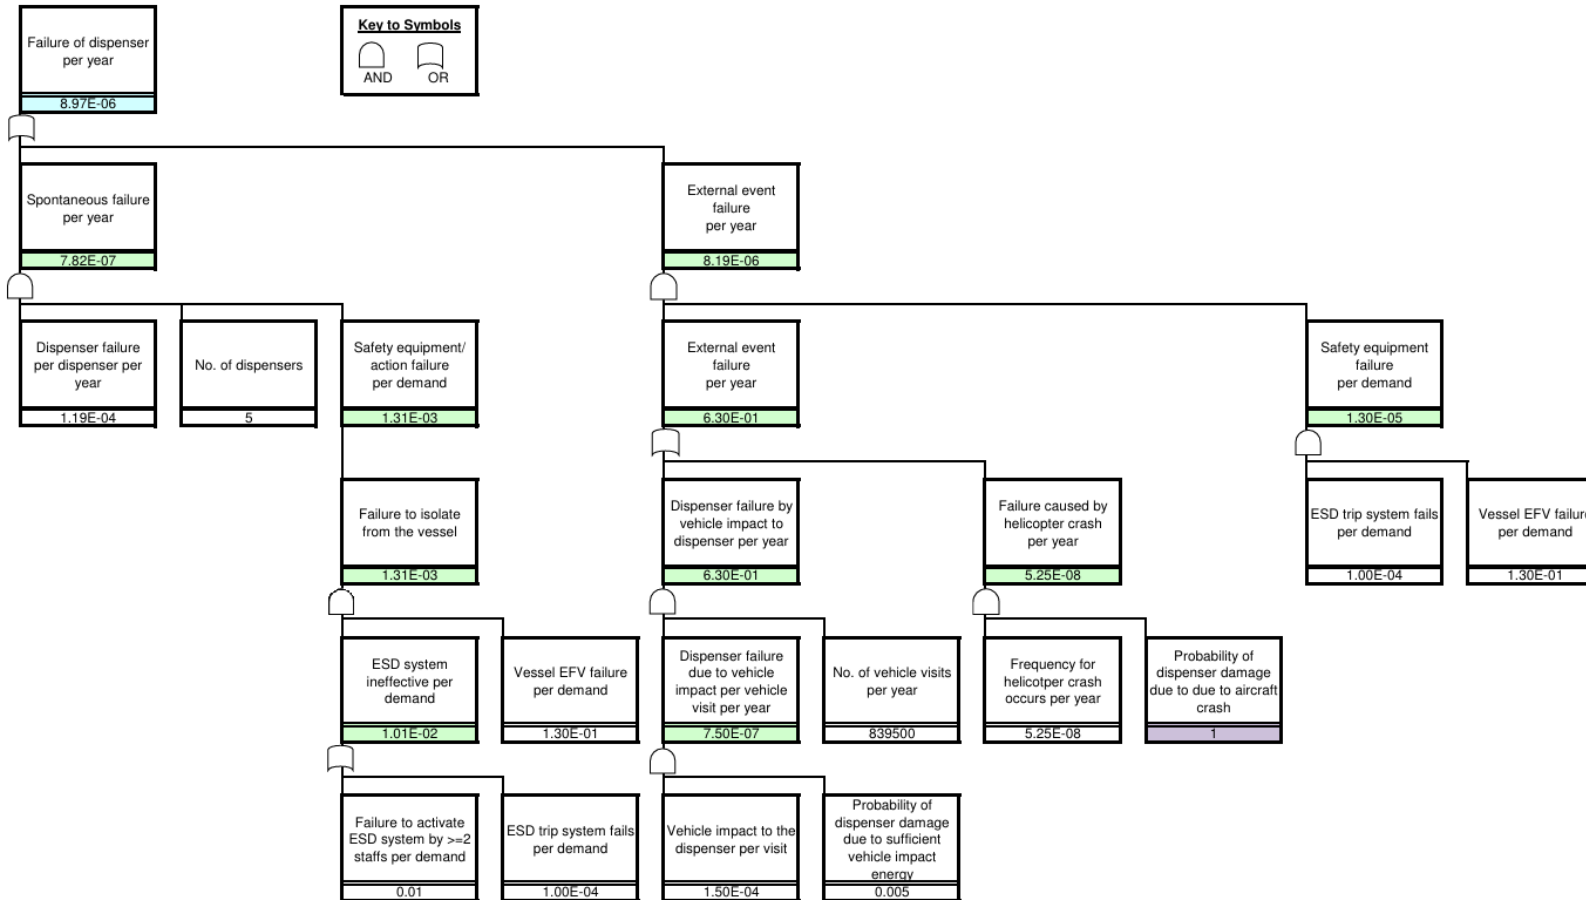 Failure of dispenser
per year
8.97E-06
Key to Symbols
AND
OR
Spontaneous failure
per year
7.82E-07
External event
failure
per year
8.19E-06
Dispenser failure
per dispenser per
year
1.19E-04
No. of dispensers
5
Safety equipment/
action failure
per demand
1.31E-03
External event
failure
per year
6.30E-01
Safety equipment
failure
per demand
1.30E-05
Failure to isolate
from the vessel
1.31E-03
Dispenser failure by
vehicle impact to
dispenser per year
6.30E-01
Failure caused by
helicopter crash
per year
5.25E-08
ESD trip system fails
per demand
1.00E-04
Vessel EFV failure
per demand
1.30E-01
ESD system
ineffective per
demand
1.01E-02
Vessel EFV failure
per demand
1.30E-01
Dispenser failure
due to vehicle
impact per vehicle
visit per year
7.50E-07
No. of vehicle visits
per year
839500
Frequency for
helicotper crash
occurs per year
5.25E-08
Probability of
dispenser damage
due to due to aircraft
crash
1
Failure to activate
ESD system by >=2
staffs per demand
0.01
ESD trip system fails
per demand
1.00E-04
Vehicle impact to the
dispenser per visit
1.50E-04
Probability of
dispenser damage
due to sufficient
vehicle impact
energy
0.005